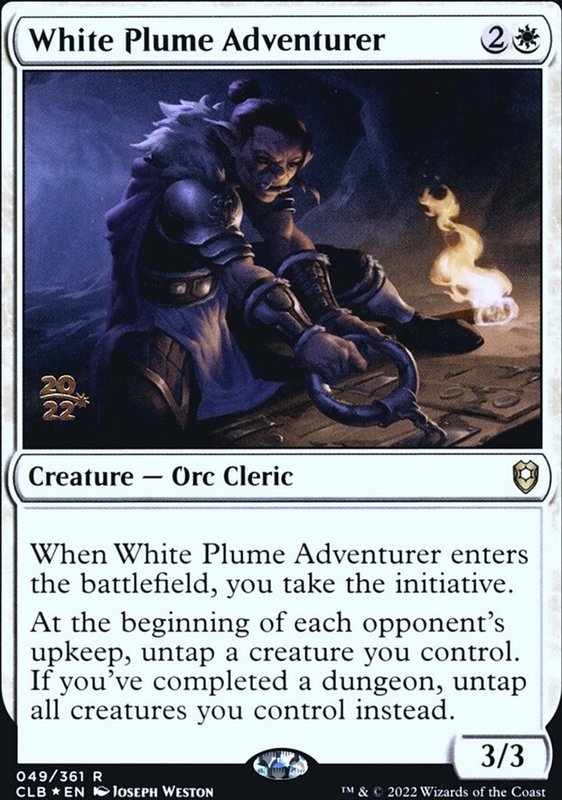 White Plume Adventurer 2
20
22
Creature — Orc Cleric
When White Plume Adventurer enters
the battlefield, you take the initiative.
At the beginning of each opponent's
upkeep, untap a creature you control.
If you've completed a dungeon, untap
all creatures you control instead.
3/3
049/361 R
CLB ★ EN Joseph Weston
™ & © 2022 Wizards of the Coast